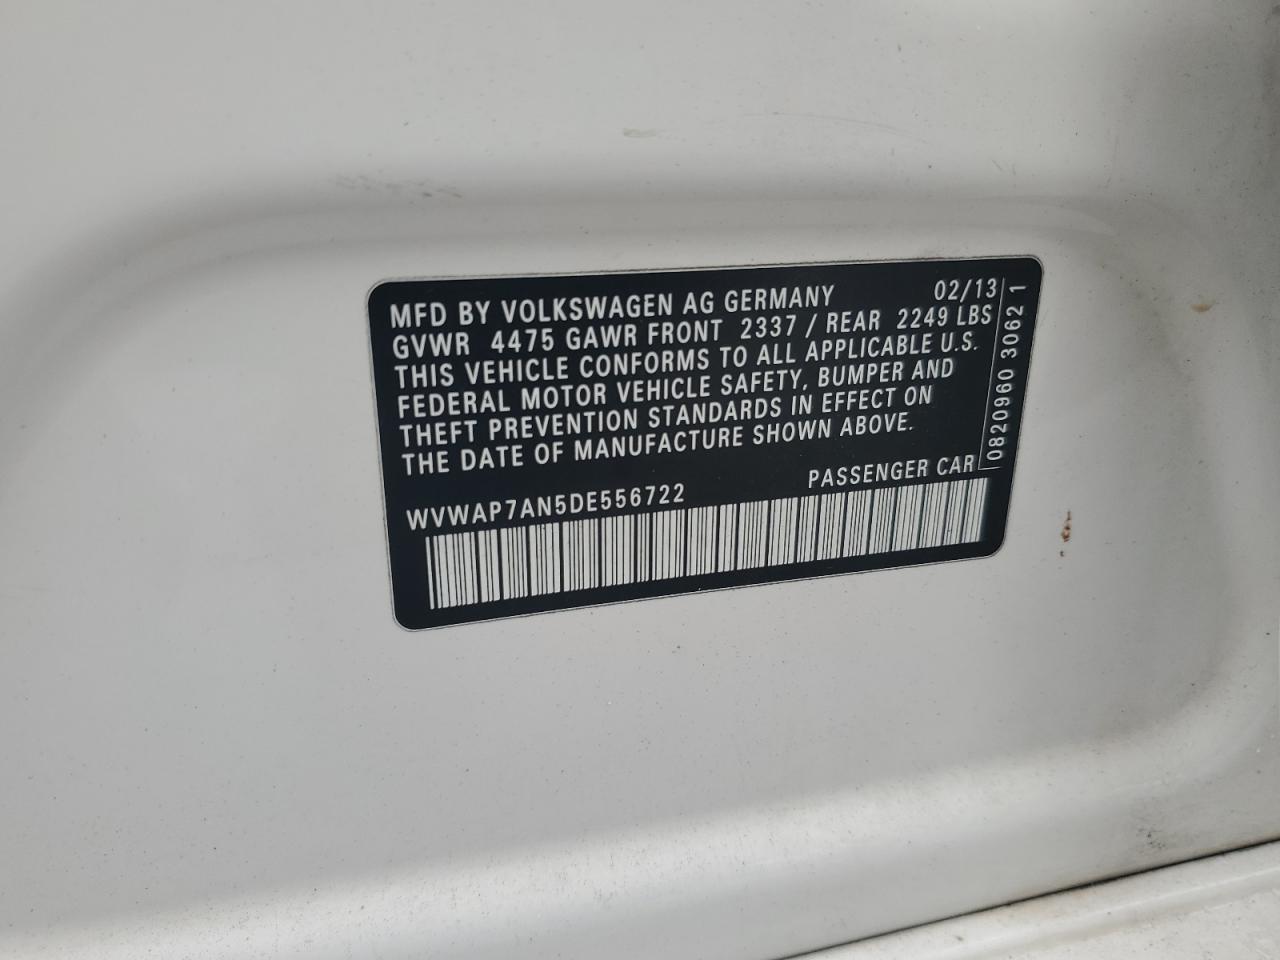 MFD BY VOLKSWAGEN AG GERMANY 02/13
GVWR 4475 GAWR FRONT 2337 / REAR 2249 LBS
THIS VEHICLE CONFORMS TO ALL APPLICABLE U.S.
FEDERAL MOTOR VEHICLE SAFETY, BUMPER AND
THEFT PREVENTION STANDARDS IN EFFECT ON
THE DATE OF MANUFACTURE SHOWN ABOVE.
PASSENGER CAR
WVWAP7AN5DE556722
0820960 3062 1